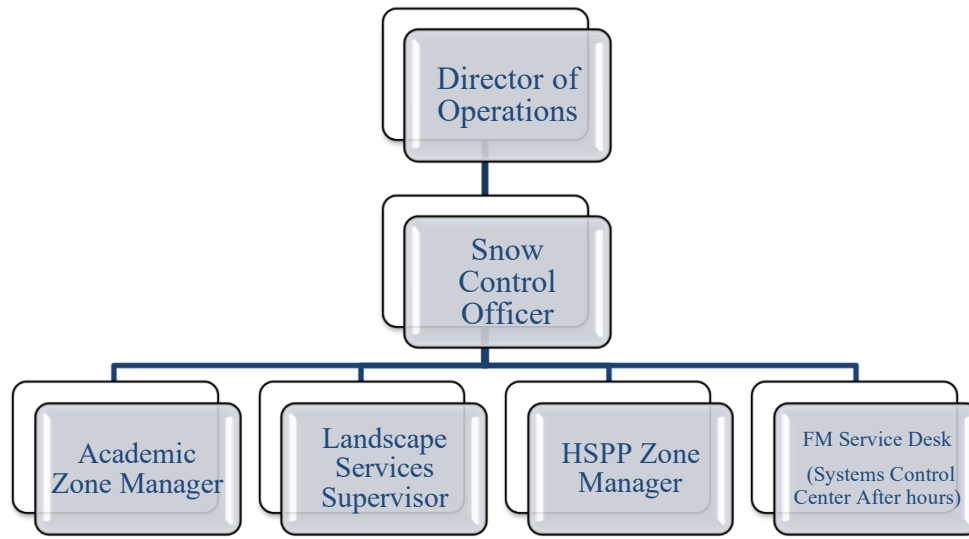 Director of
Operations
Snow
Control
Officer
Academic
Zone Manager
Landscape
Services
Supervisor
HSPP Zone
Manager
FM Service Desk
(Systems Control
Center After hours)